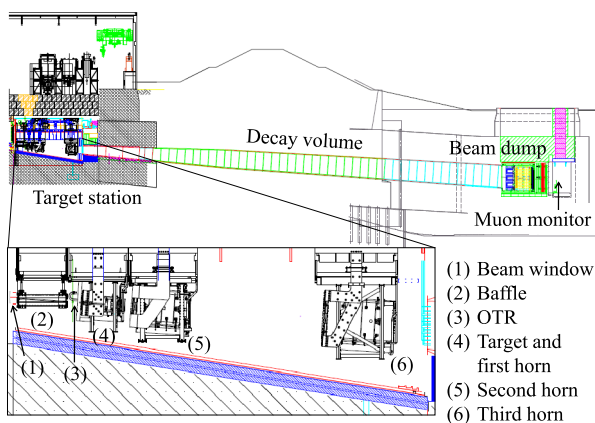 Decay volume
Beam dump
Target station
Muon monitor
(1) Beam window
(2) Baffle
(3) OTR
(4) Target and
first horn
(5) Second horn
(6) Third horn
(2)
(4)
(5)
(6)
(1)
(3)